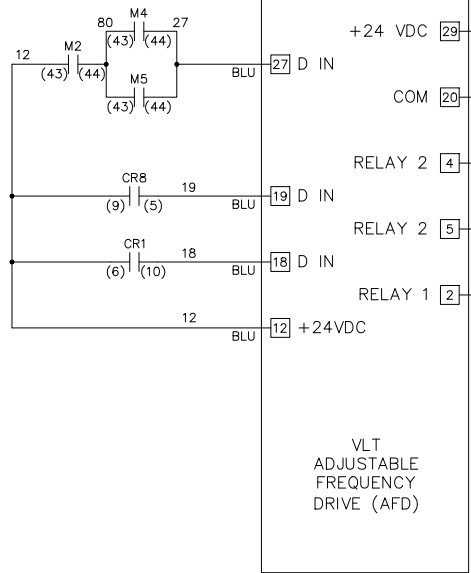 80 M4 27
(43) (44)
12 M2
(43) (44)
M5
(43) (44)
BLU
27 D IN
+24 VDC 29
COM 20
RELAY 2 4
CR8
(9) (5)
19
BLU
19 D IN
RELAY 2 5
CR1
(6) (10)
18
BLU
18 D IN
RELAY 1 2
12
BLU
12 +24VDC
VLT
ADJUSTABLE
FREQUENCY
DRIVE (AFD)